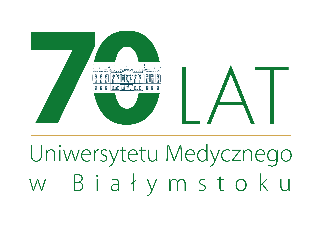 70 LAT
Uniwersytetu Medycznego
w Białymstoku